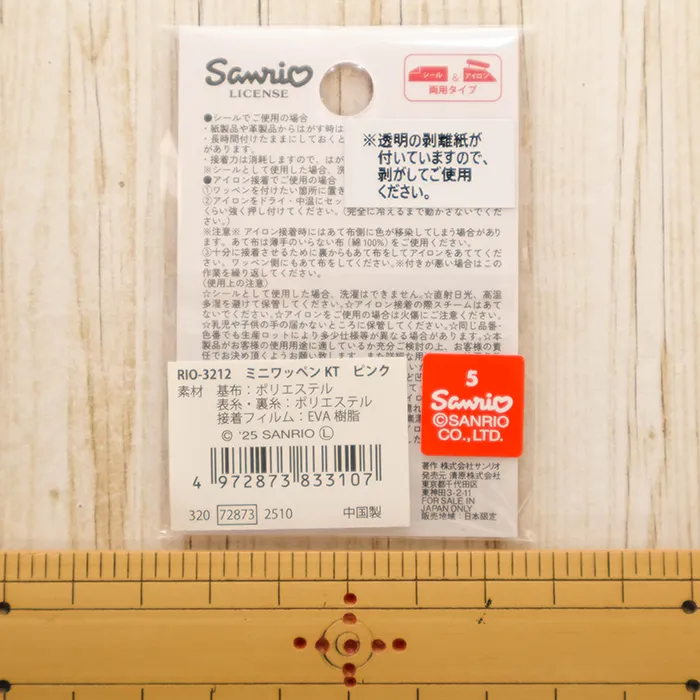 Sanrio
LICENSE
シール & アイロン
両用タイプ
●シールでご使用の場合
・紙製品や革製品からはがす時は
・長時間付けたままにしておくと
・接着力は消耗しますので、はが
※シールとして使用した場合、洗
●アイロン接着でご使用の場合
①ワッペンを付けたい箇所に置き
②アイロンをドライ・中温にセッ
くらい強く押し付けてください。(完全に冷えるまで動かさないでくだ
さい。)
※注意※ アイロン接着時にはあて布側に色が移染してしまう場合があり
ます。あて布は薄手のいらない布(綿100%)をご使用ください。
③十分に接着させるために裏からもあて布をしてアイロンをあててくだ
さい。ワッペン側にもあて布をしてください。※付きが悪い場合はこの
作業を繰り返してください。
(使用上の注意)
☆シールとして使用した場合、洗濯はできません。☆直射日光、高温
多湿を避けて保管してください。☆アイロン接着の際スチームはあて
ないでください。☆アイロンをご使用の場合は火傷にご注意ください。
☆乳児や子供の手の届かないところに保管してください。☆同じ品番・
色番でも生産ロットにより多少仕様等が異なる場合があります。☆本
製品がお客様の使用用途に適しているか充分ご検討の上、お客様の責
任でお決め頂くようお願い致します。
※透明の剥離紙が
付いていますので、
剥がしてご使用
ください。
RIO-3212 ミニワッペン KT ピンク
素材 基布：ポリエステル
表糸・裏糸：ポリエステル
接着フィルム：EVA 樹脂
© '25 SANRIO Ⓛ
4 972873 833107
320 72873 2510 中国製
5
Sanrio
©SANRIO
CO.,LTD.
著作 株式会社サンリオ
発売元 清原株式会社
東京都千代田区
東神田3-2-11
FOR SALE IN
JAPAN ONLY
販売地域：日本限定